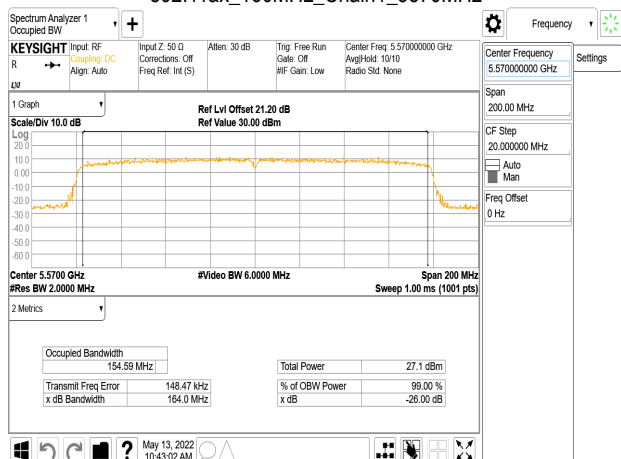 Spectrum Analyzer 1
Occupied BW
KEYSIGHT
R
Input: RF
Coupling: DC
Align: Auto
Input Z: 50 Ω
Corrections: Off
Freq Ref: Int (S)
Atten: 30 dB
Trig: Free Run
Gate: Off
#IF Gain: Low
Center Freq: 5.570000000 GHz
Avg|Hold: 10/10
Radio Std: None
1 Graph
Scale/Div 10.0 dB
Ref Lvl Offset 21.20 dB
Ref Value 30.00 dBm
Log
20.0
10.0
0.00
-10.0
-20.0
-30.0
-40.0
-50.0
-60.0
Center 5.5700 GHz
#Video BW 6.0000 MHz
Span 200 MHz
#Res BW 2.0000 MHz
Sweep 1.00 ms (1001 pts)
2 Metrics
Occupied Bandwidth
154.59 MHz
Transmit Freq Error 148.47 kHz
x dB Bandwidth 164.0 MHz
Total Power 27.1 dBm
% of OBW Power 99.00 %
x dB -26.00 dB
May 13, 2022
10:43:02 AM
Frequency
Settings
Center Frequency
5.570000000 GHz
Span
200.00 MHz
CF Step
20.000000 MHz
Auto
Man
Freq Offset
0 Hz